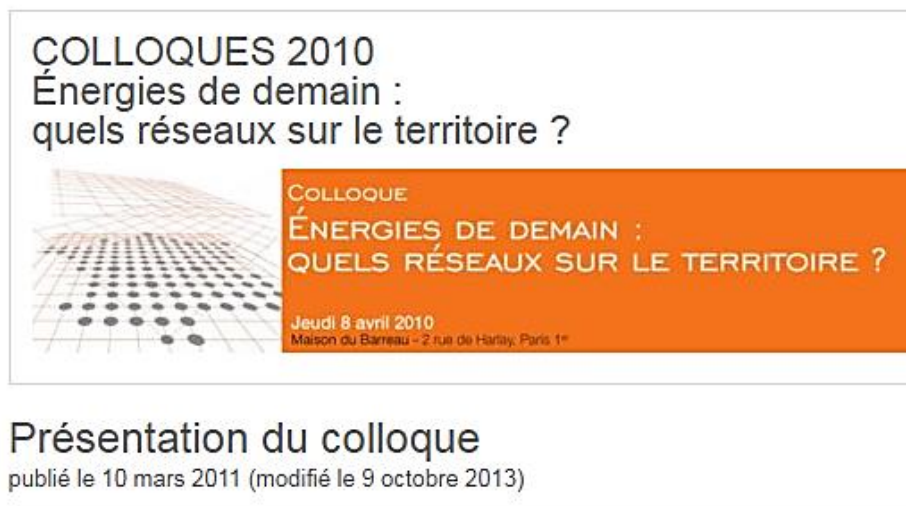 COLLOQUES 2010
Énergies de demain :
quels réseaux sur le territoire ?
COLLOQUE
ÉNERGIES DE DEMAIN :
QUELS RÉSEAUX SUR LE TERRITOIRE ?
Jeudi 8 avril 2010
Maison du Barreau - 2 rue de Harlay, Paris 1er
Présentation du colloque
publié le 10 mars 2011 (modifié le 9 octobre 2013)